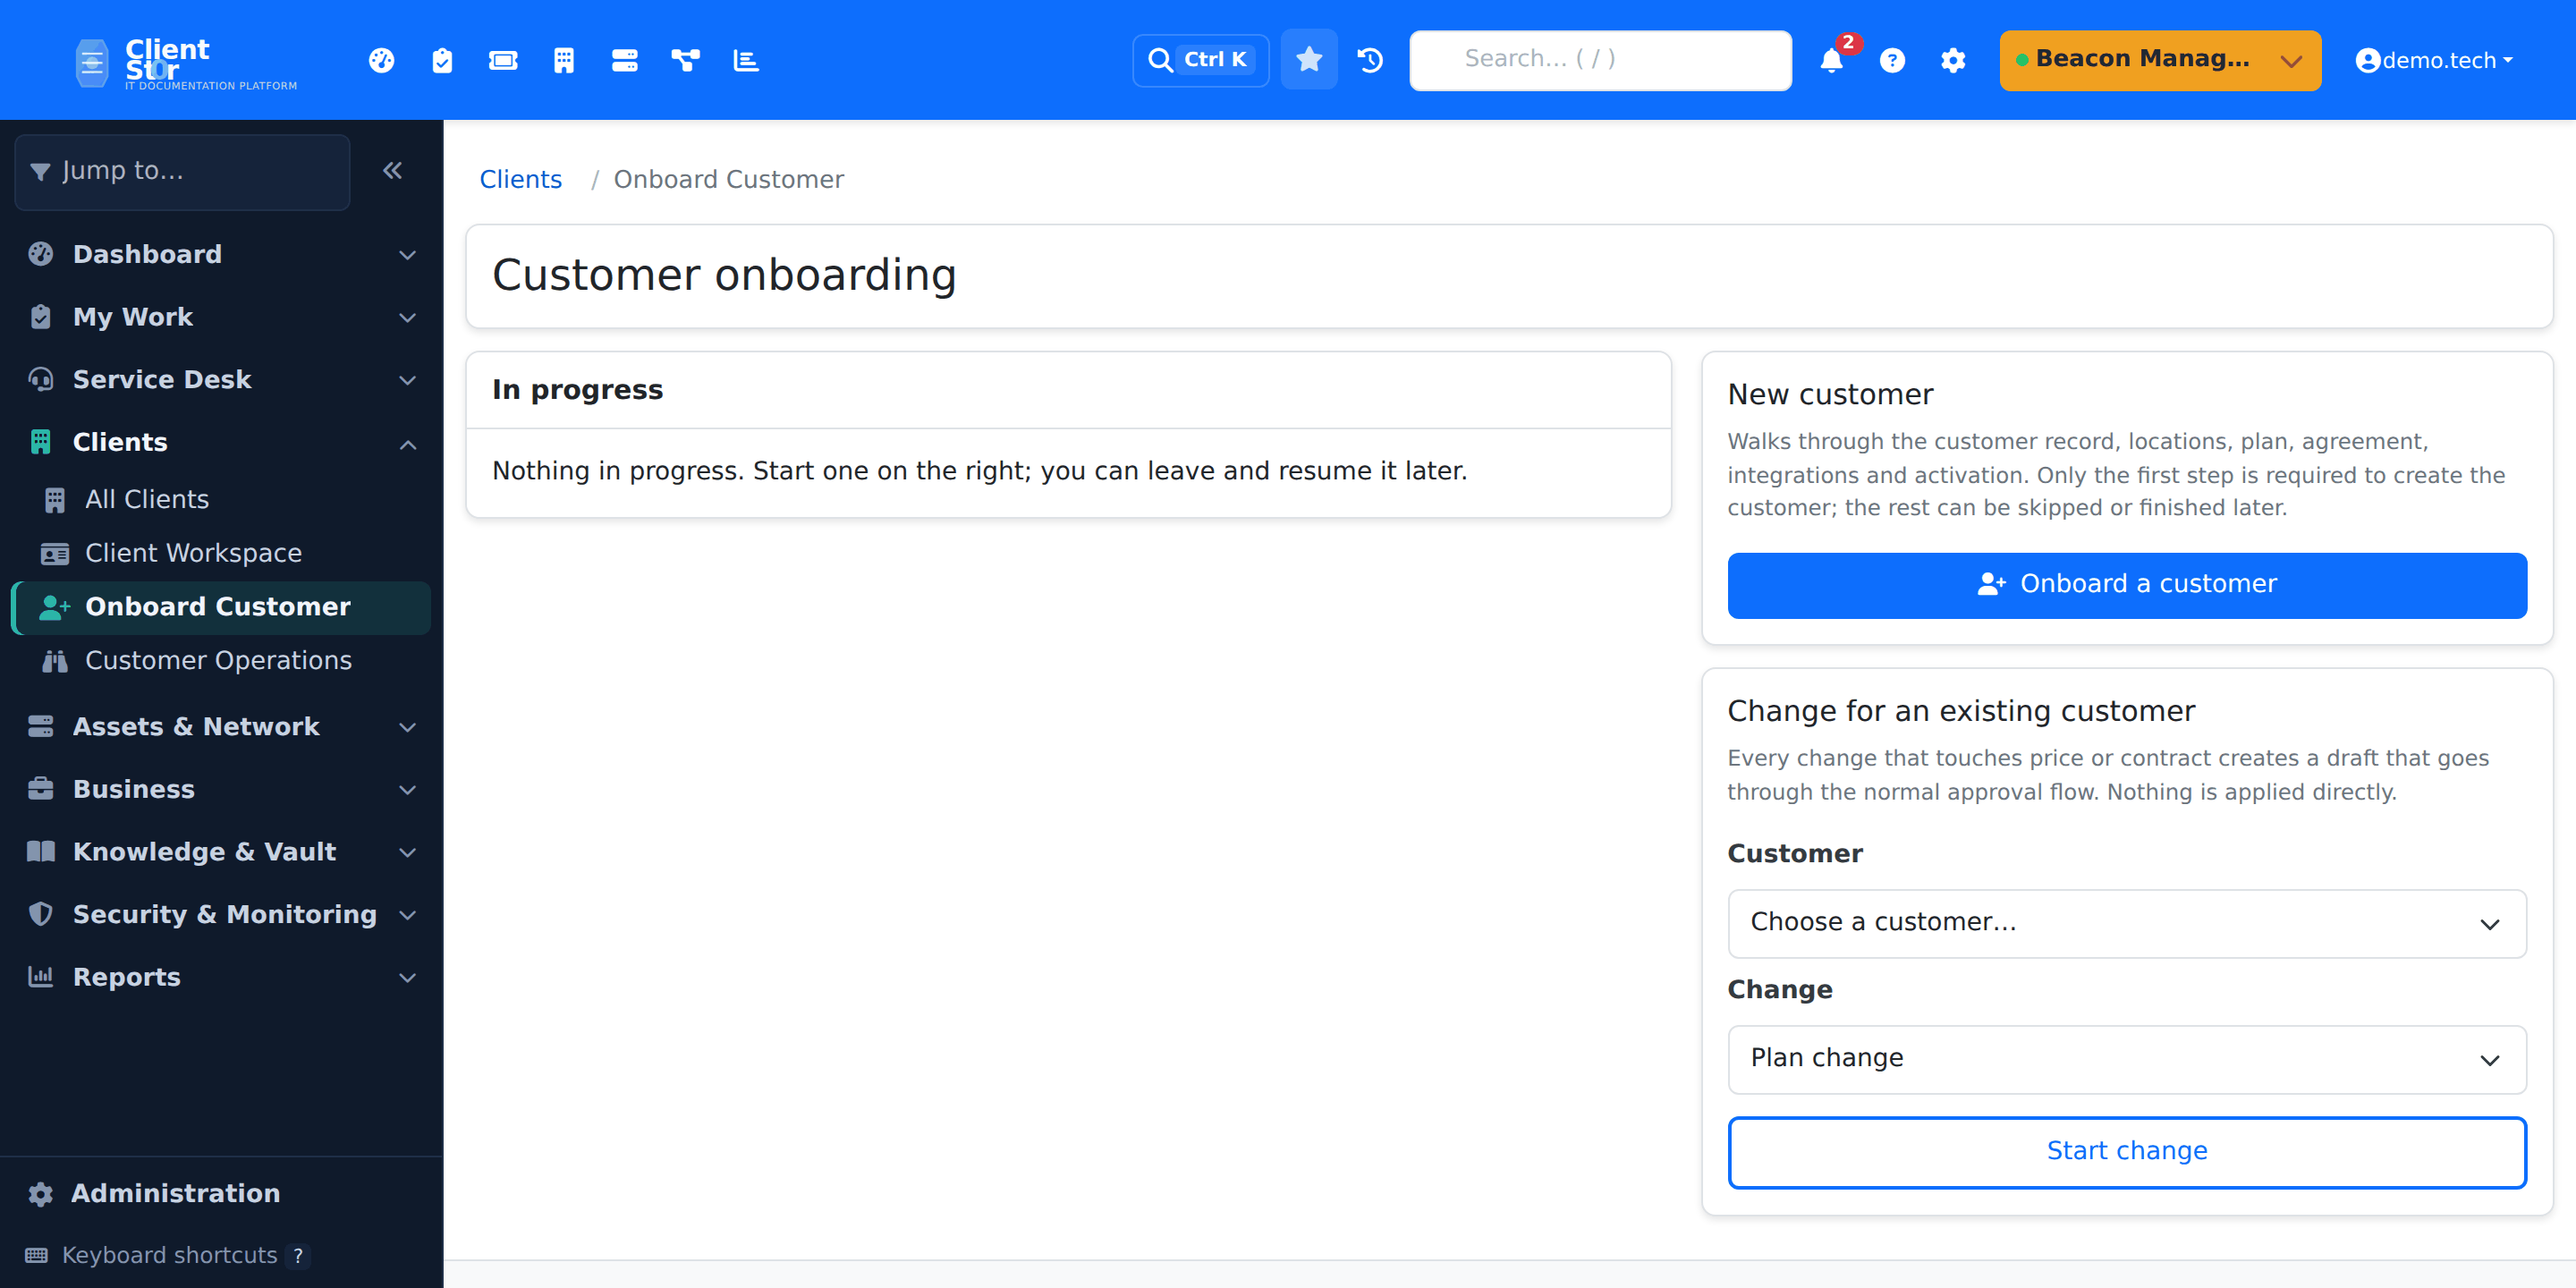 Client
St0r
IT DOCUMENTATION PLATFORM
Ctrl K
Search... ( / )
2
Beacon Manag...
demo.tech
Jump to...
Dashboard
My Work
Service Desk
Clients
All Clients
Client Workspace
Onboard Customer
Customer Operations
Assets & Network
Business
Knowledge & Vault
Security & Monitoring
Reports
Administration
Keyboard shortcuts ?
Clients / Onboard Customer
Customer onboarding
In progress
Nothing in progress. Start one on the right; you can leave and resume it later.
New customer
Walks through the customer record, locations, plan, agreement,
integrations and activation. Only the first step is required to create the
customer; the rest can be skipped or finished later.
Onboard a customer
Change for an existing customer
Every change that touches price or contract creates a draft that goes
through the normal approval flow. Nothing is applied directly.
Customer
Choose a customer...
Change
Plan change
Start change